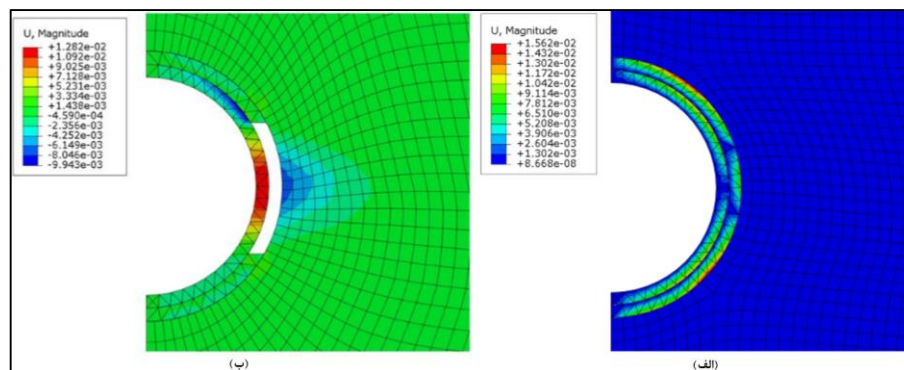 U, Magnitude
+1.282e-02
+1.092e-02
+9.025e-03
+7.128e-03
+5.231e-03
+3.334e-03
+1.438e-03
-4.590e-04
-2.356e-03
-4.252e-03
-6.149e-03
-8.046e-03
-9.943e-03
(ب)
U, Magnitude
+1.562e-02
+1.432e-02
+1.302e-02
+1.172e-02
+1.042e-02
+9.114e-03
+7.812e-03
+6.510e-03
+5.208e-03
+3.906e-03
+2.604e-03
+1.302e-03
+8.668e-08
(الف)